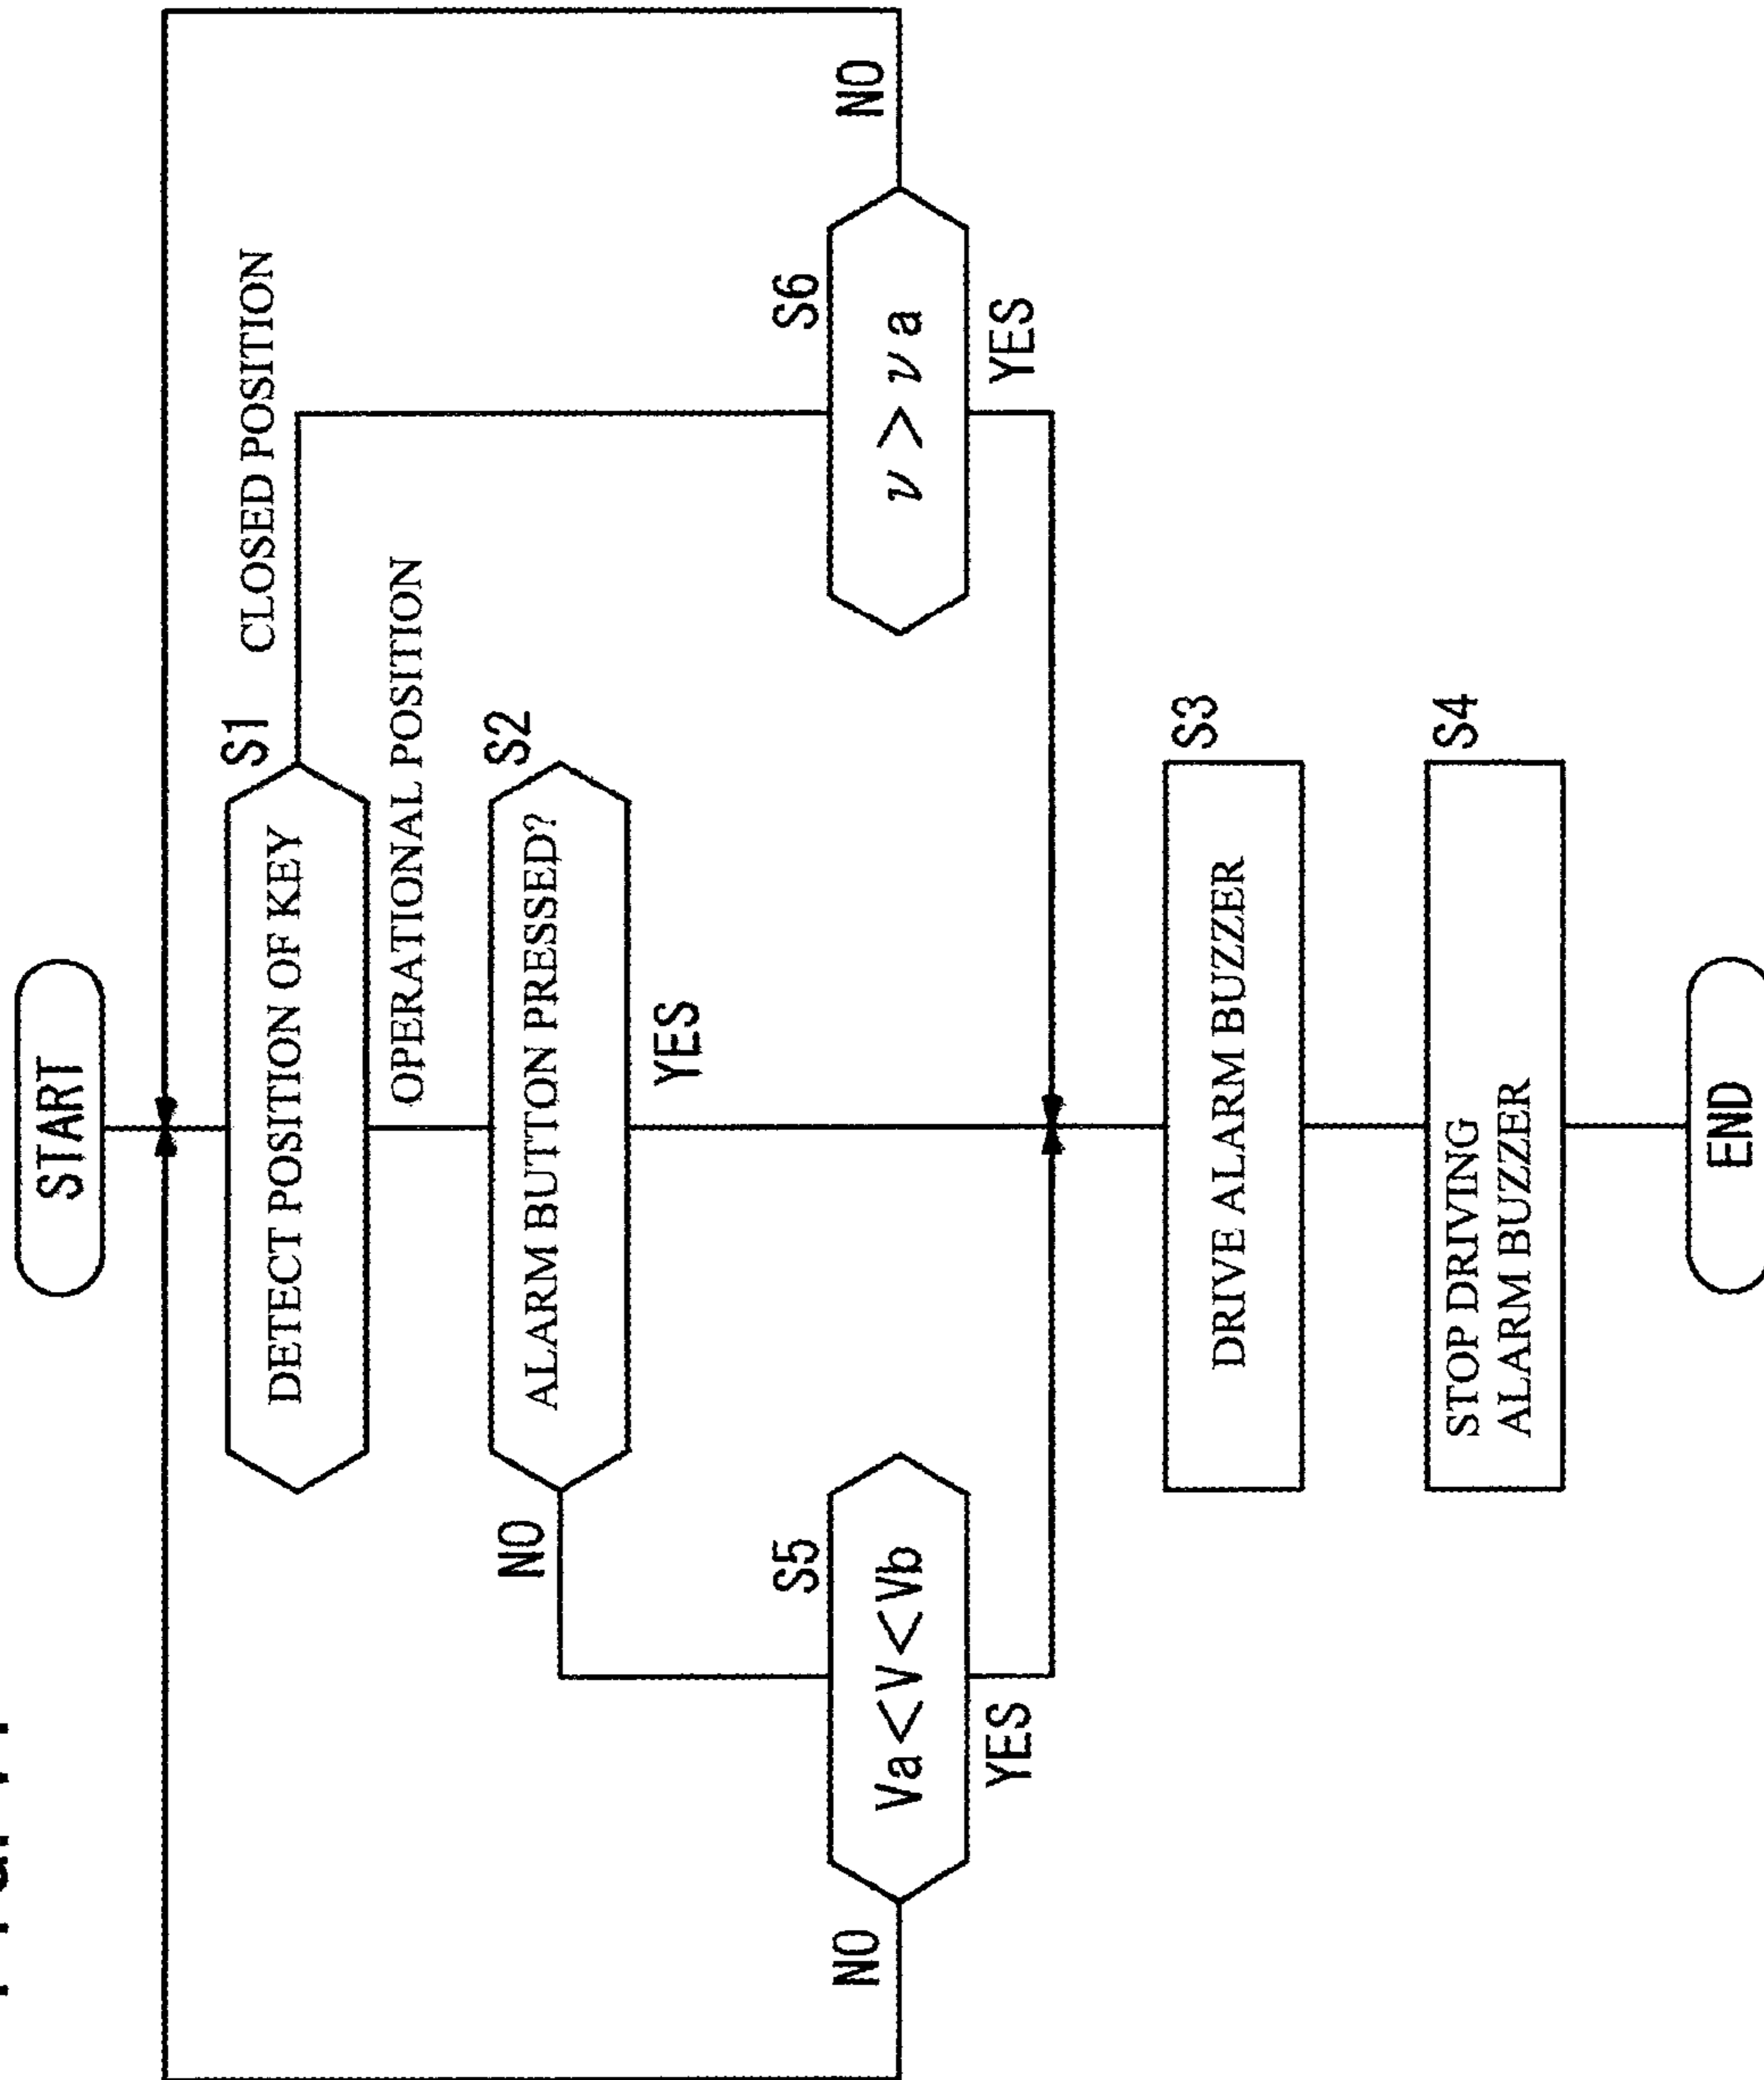 START
S1
DETECT POSITION OF KEY
CLOSED POSITION
OPERATIONAL POSITION
S2
ALARM BUTTON PRESSED?
NO
YES
S5
Va<V<Vb
NO
YES
S6
ν>νa
NO
YES
S3
DRIVE ALARM BUZZER
S4
STOP DRIVING
ALARM BUZZER
END